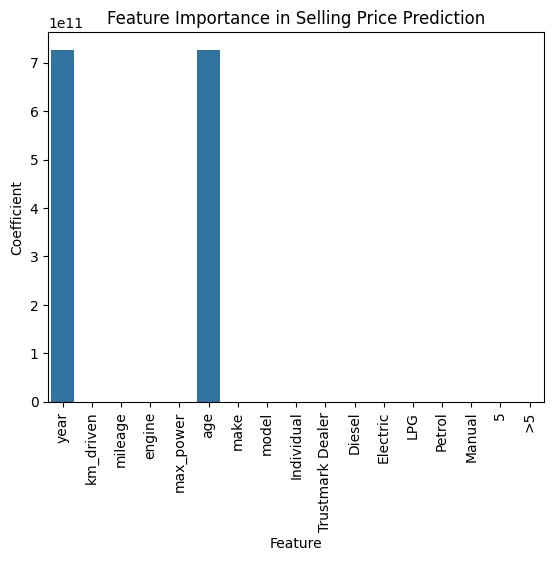 Feature Importance in Selling Price Prediction
1e11
7
6
5
4
3
2
1
0
Coefficient
year
km_driven
mileage
engine
max_power
age
make
model
Individual
Trustmark Dealer
Diesel
Electric
LPG
Petrol
Manual
5
>5
Feature